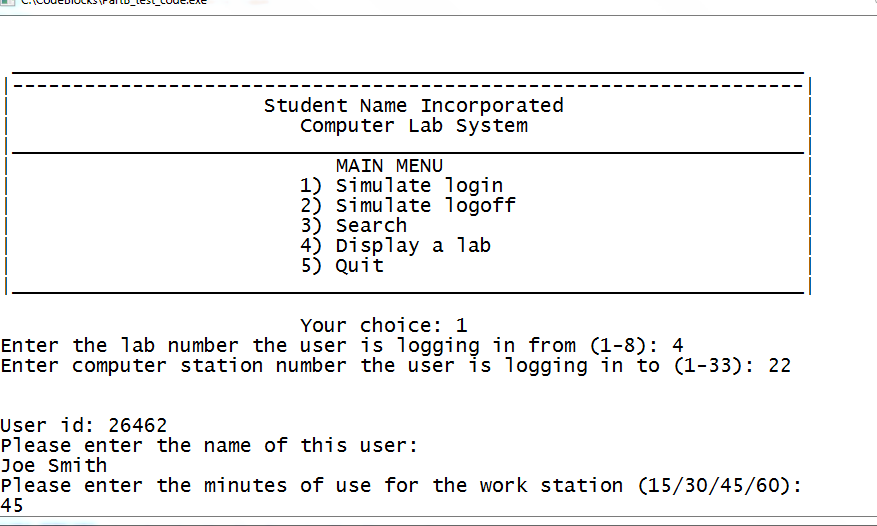 C:\CodeBlocks\PartB_test_code.exe
Student Name Incorporated
Computer Lab System
MAIN MENU
1) Simulate login
2) Simulate logoff
3) Search
4) Display a lab
5) Quit
Your choice: 1
Enter the lab number the user is logging in from (1-8): 4
Enter computer station number the user is logging in to (1-33): 22
User id: 26462
Please enter the name of this user:
Joe Smith
Please enter the minutes of use for the work station (15/30/45/60):
45